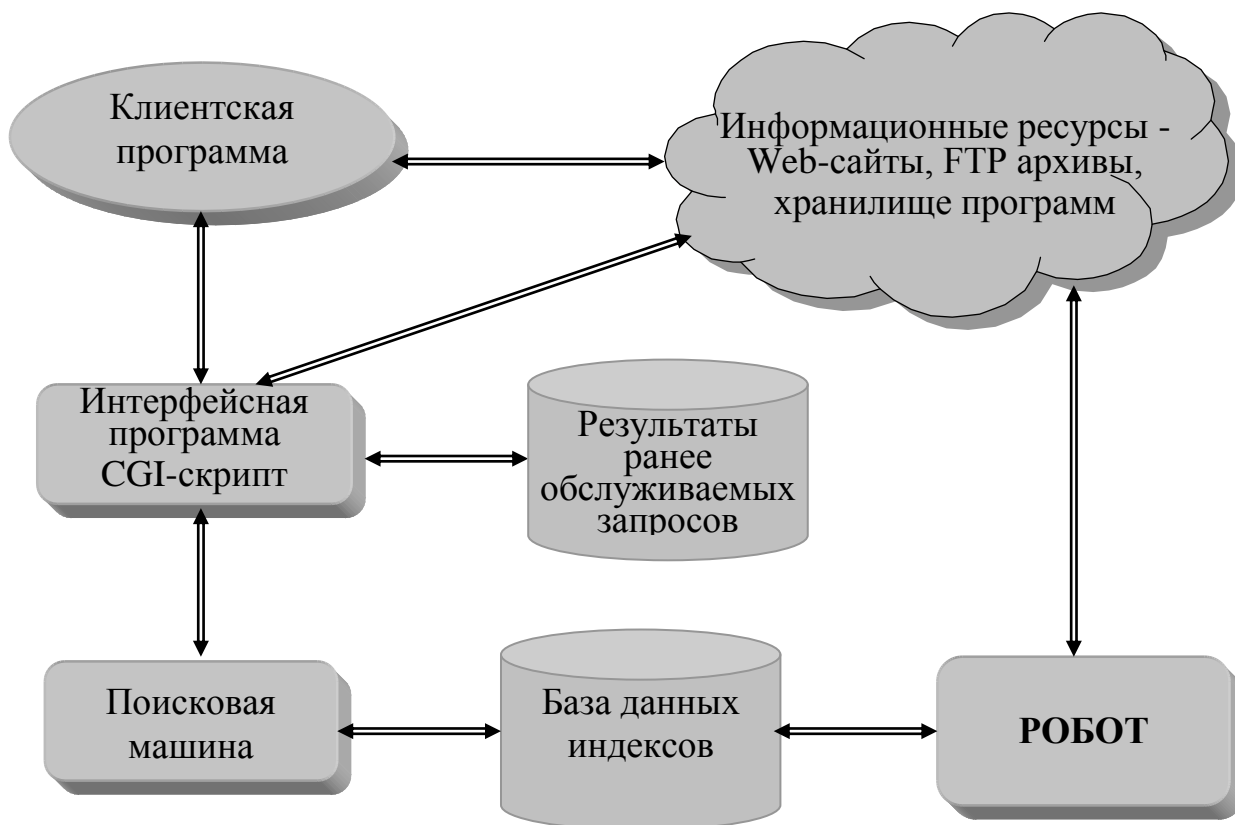 Клиентская
программа
Информационные ресурсы -
Web-сайты, FTP архивы,
хранилище программ
Интерфейсная
программа
CGI-скрипт
Результаты
ранее
обслуживаемых
запросов
Поисковая
машина
База данных
индексов
РОБОТ